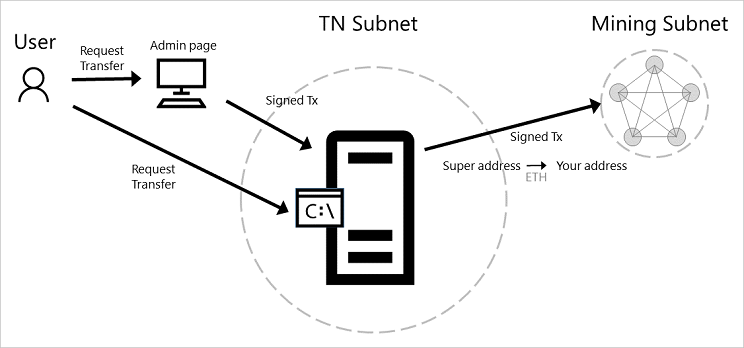 TN Subnet
Mining Subnet
User
Admin page
Request
Transfer
Signed Tx
Signed Tx
Request
Transfer
Super address
Your address
ETH
C:\